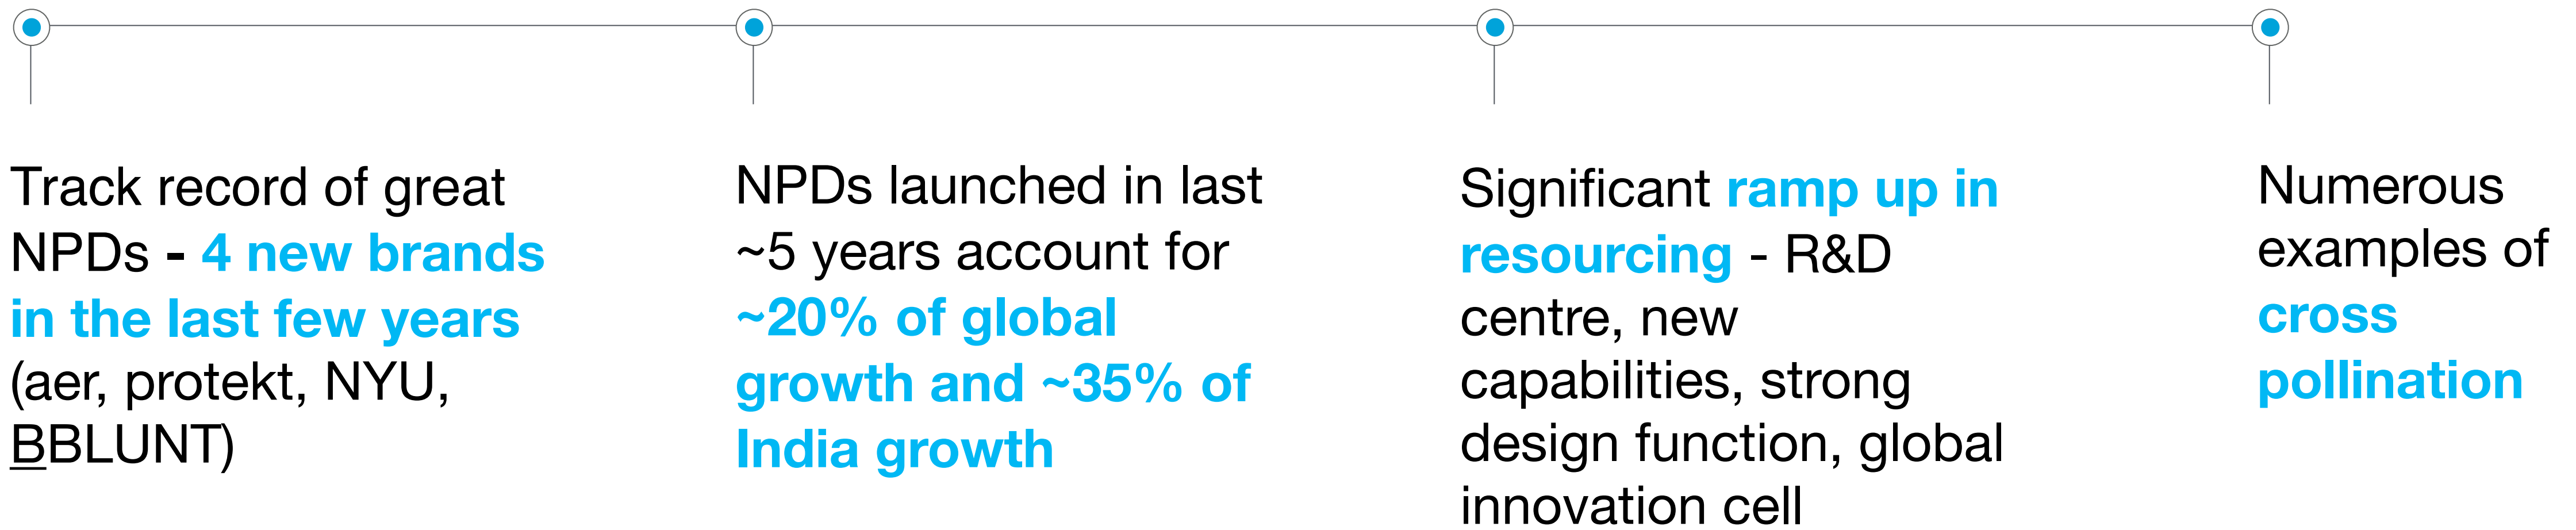 Track record of great
NPDs - 4 new brands
in the last few years
(aer, protekt, NYU,
BBLUNT)
NPDs launched in last
~5 years account for
~20% of global
growth and ~35% of
India growth
Significant ramp up in
resourcing - R&D
centre, new
capabilities, strong
design function, global
innovation cell
Numerous
examples of
cross
pollination